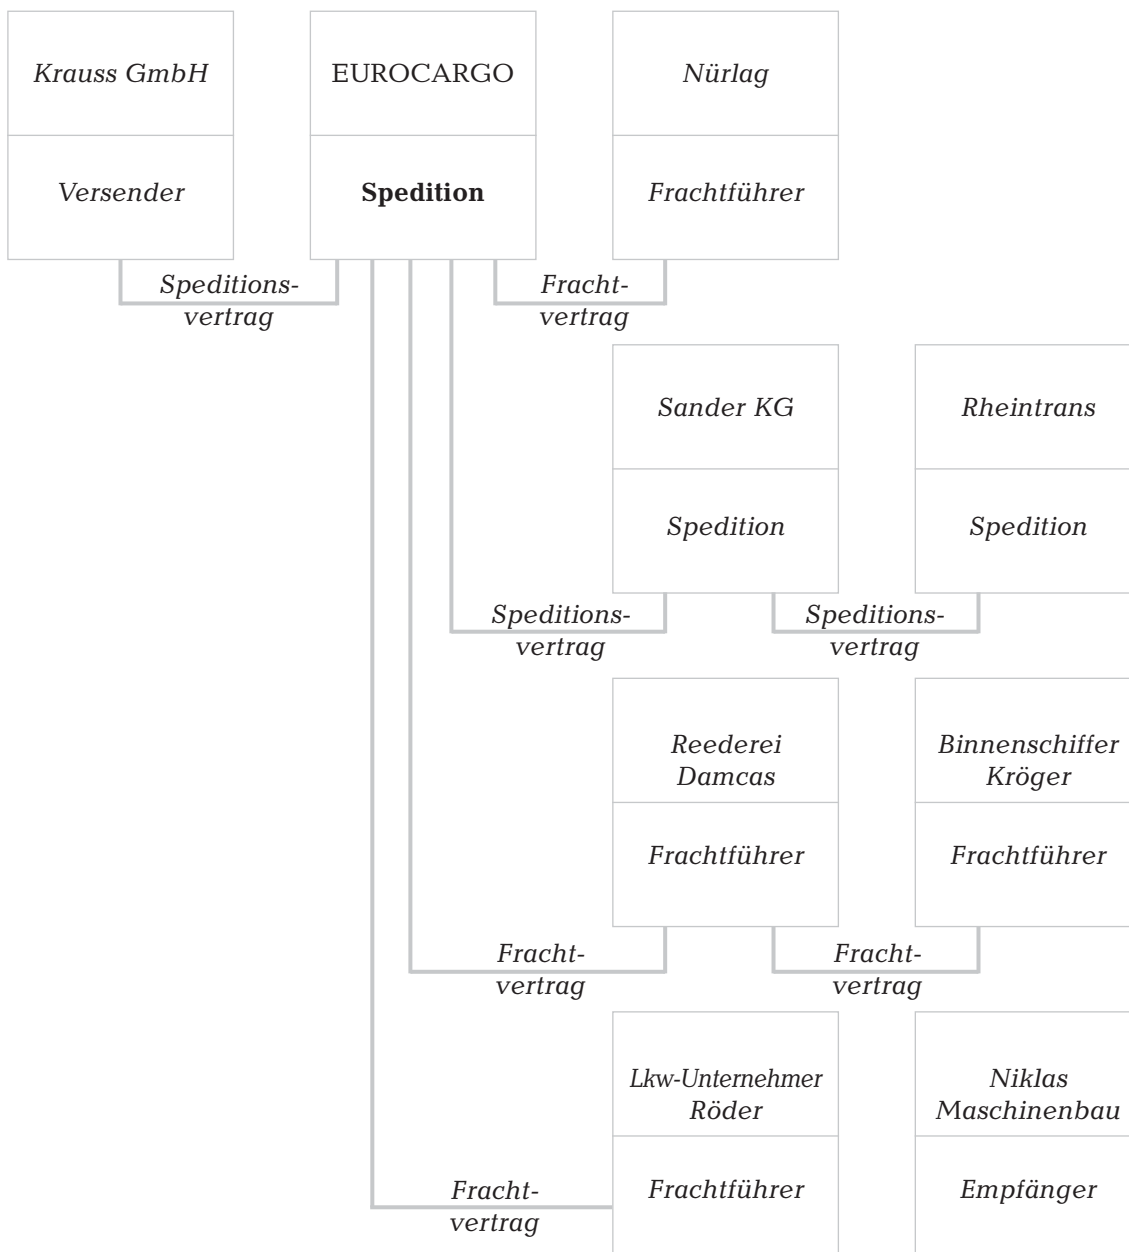 Krauss GmbH
EUROCARGO
Nürlag
Versender
Spedition
Frachtführer
Speditions-
vertrag
Fracht-
vertrag
Sander KG
Rheintrans
Spedition
Spedition
Speditions-
vertrag
Speditions-
vertrag
Reederei
Damcas
Binnenschiffer
Kröger
Frachtführer
Frachtführer
Fracht-
vertrag
Fracht-
vertrag
Lkw-Unternehmer
Röder
Niklas
Maschinenbau
Frachtführer
Empfänger
Fracht-
vertrag